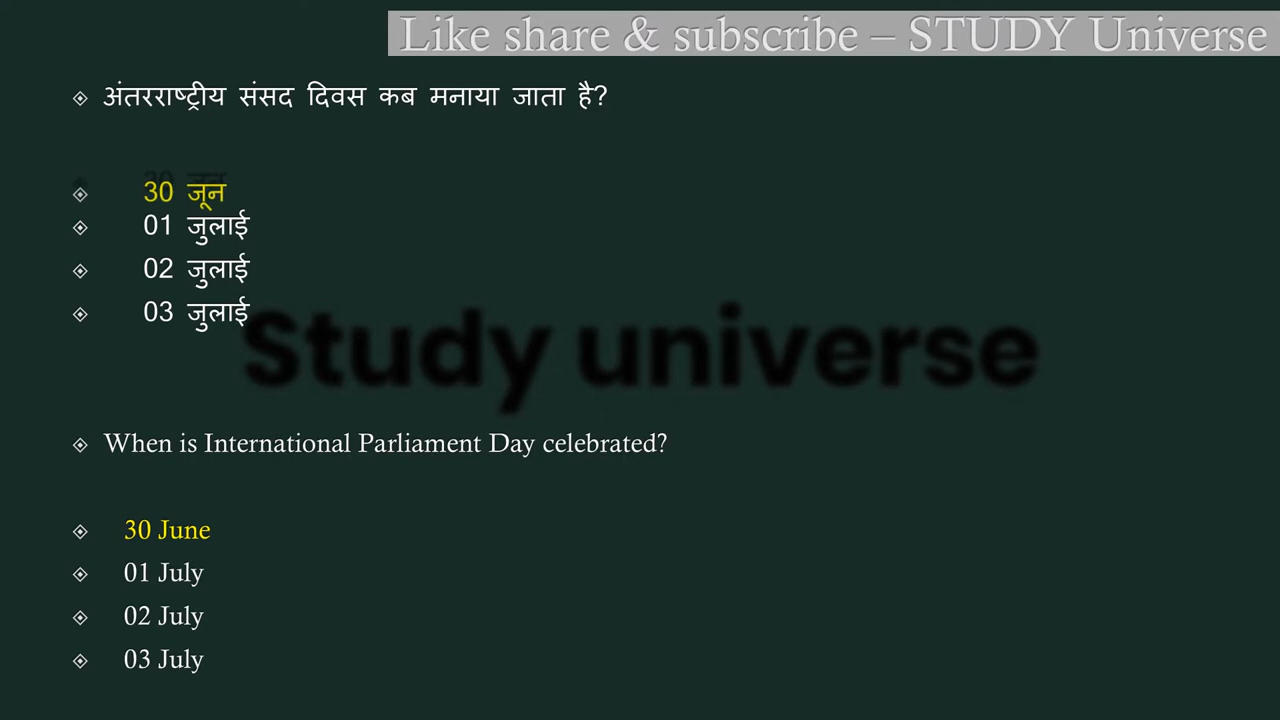 Like share & subscribe – STUDY Universe
अंतरराष्ट्रीय संसद दिवस कब मनाया जाता है?
30 जून
01 जुलाई
02 जुलाई
03 जुलाई
Study universe
When is International Parliament Day celebrated?
30 June
01 July
02 July
03 July